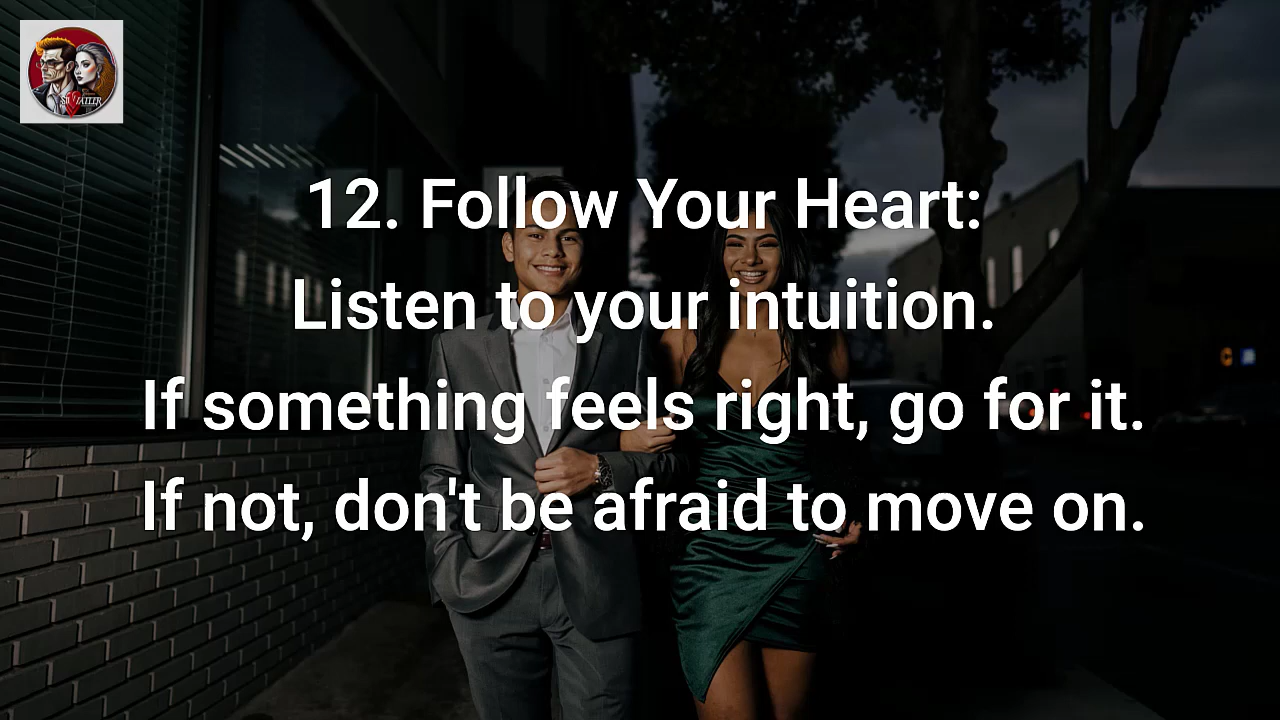 12. Follow Your Heart:
Listen to your intuition.
If something feels right, go for it.
If not, don't be afraid to move on.